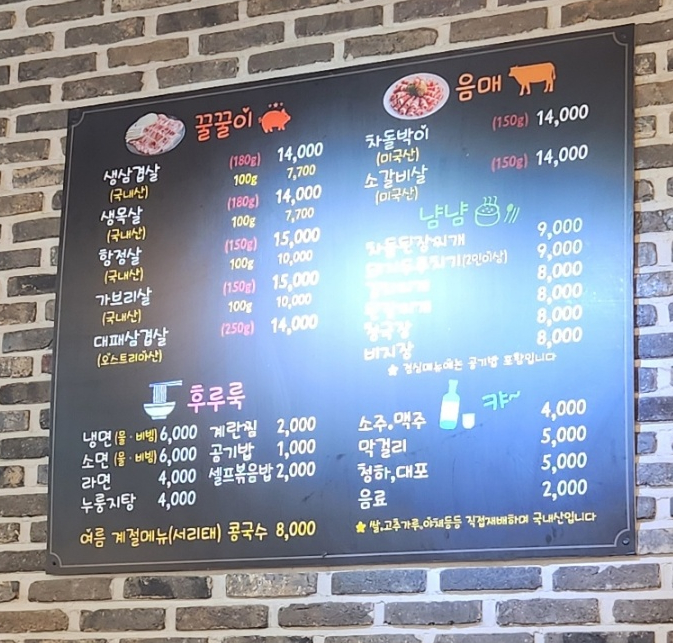 꿀꿀이
생삼겹살 (180g) 14,000
(국내산) 100g 7,700
생목살 (180g) 14,000
(국내산) 100g 7,700
항정살 (150g) 15,000
(국내산) 100g 10,000
가브리살 (150g) 15,000
(국내산) 100g 10,000
대패삼겹살 (250g) 14,000
(오스트리아산)
음매
차돌박이 (150g) 14,000
(미국산)
소갈비살 (150g) 14,000
(미국산)
냠냠
차돌된장찌개 9,000
(2인이상) 9,000
8,000
8,000
청국장 8,000
비지장 8,000
점심메뉴에는 공기밥 포함입니다
후루룩
냉면(물·비빔) 6,000 계란찜 2,000
소면(물·비빔) 6,000 공기밥 1,000
라면 4,000 셀프볶음밥 2,000
누룽지탕 4,000
여름 계절메뉴(서리태) 콩국수 8,000
캬~
소주.맥주 4,000
막걸리 5,000
청하,대포 5,000
음료 2,000
쌀,고추가루,야채등등 직접재배하며 국내산입니다